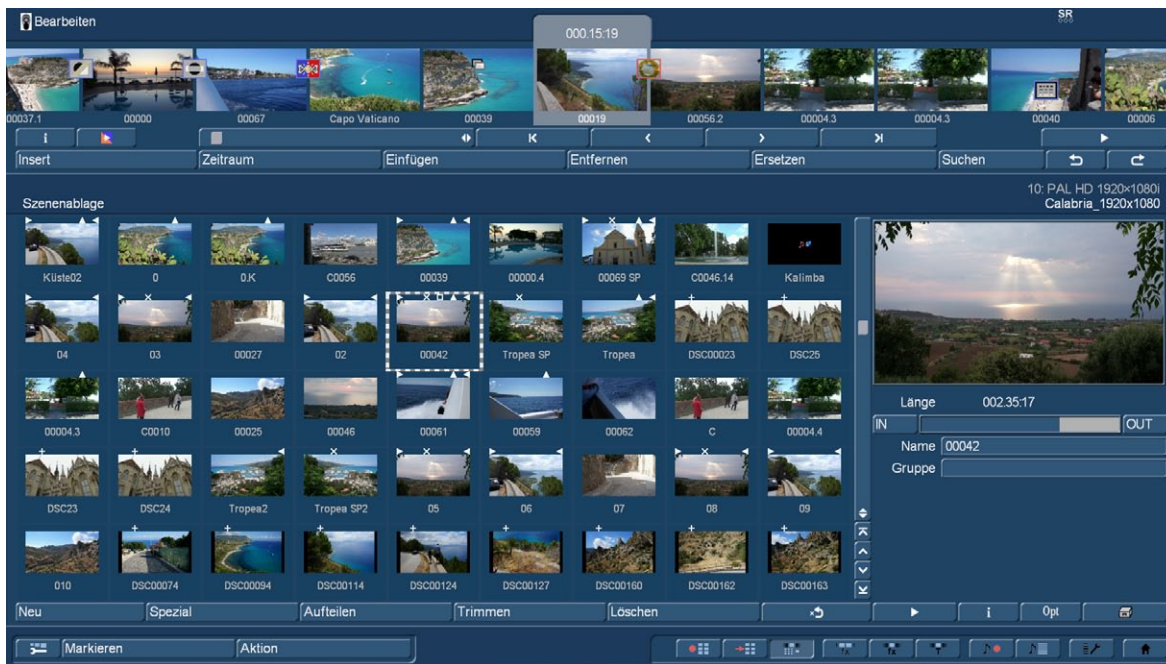 Bearbeiten
SR
000.15:19
00037.1 00000 00067 Capo Vaticano 00039 00019 00056.2 00004.3 00004.3 00040 00006
i
Insert Zeitraum Einfügen Entfernen Ersetzen Suchen
10: PAL HD 1920×1080i
Szenenablage Calabria_1920x1080
Küste02 0 0.K C0056 00039 00000.4 00069 SP C0046.14 Kalimba
04 03 00027 02 00042 Tropea SP Tropea DSC00023 DSC25
Länge 002.35:17
IN OUT
Name 00042
Gruppe
00004.3 C0010 00025 00046 00061 00059 00062 C 00004.4
DSC23 DSC24 Tropea2 Tropea SP2 05 06 07 08 09
010 DSC00074 DSC00094 DSC00114 DSC00124 DSC00127 DSC00160 DSC00162 DSC00163
Neu Spezial Aufteilen Trimmen Löschen i Opt
Markieren Aktion